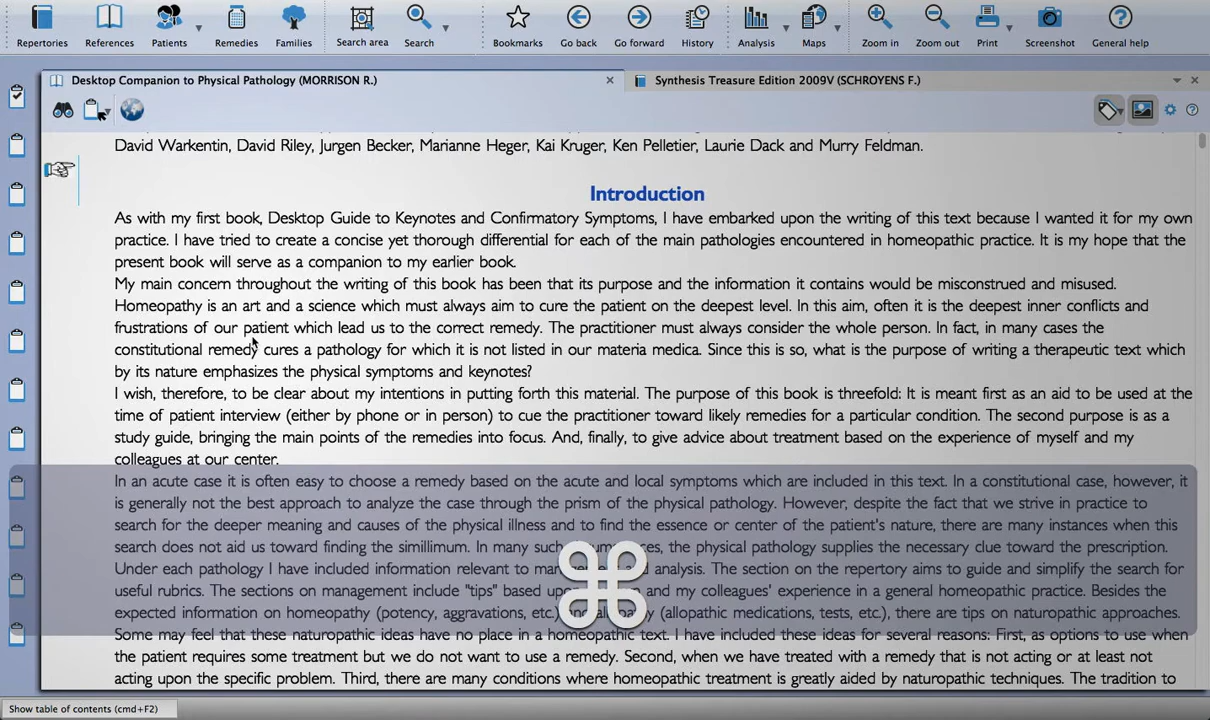 Repertories References Patients Remedies Families Search area Search Bookmarks Go back Go forward History Analysis Maps Zoom in Zoom out Print Screenshot General help
Desktop Companion to Physical Pathology (MORRISON R.) Synthesis Treasure Edition 2009V (SCHROYENS F.)
David Warkentin, David Riley, Jurgen Becker, Marianne Heger, Kai Kruger, Ken Pelletier, Laurie Dack and Murry Feldman.
Introduction
As with my first book, Desktop Guide to Keynotes and Confirmatory Symptoms, I have embarked upon the writing of this text because I wanted it for my own
practice. I have tried to create a concise yet thorough differential for each of the main pathologies encountered in homeopathic practice. It is my hope that the
present book will serve as a companion to my earlier book.
My main concern throughout the writing of this book has been that its purpose and the information it contains would be misconstrued and misused.
Homeopathy is an art and a science which must always aim to cure the patient on the deepest level. In this aim, often it is the deepest inner conflicts and
frustrations of our patient which lead us to the correct remedy. The practitioner must always consider the whole person. In fact, in many cases the
constitutional remedy cures a pathology for which it is not listed in our materia medica. Since this is so, what is the purpose of writing a therapeutic text which
by its nature emphasizes the physical symptoms and keynotes?
I wish, therefore, to be clear about my intentions in putting forth this material. The purpose of this book is threefold: It is meant first as an aid to be used at the
time of patient interview (either by phone or in person) to cue the practitioner toward likely remedies for a particular condition. The second purpose is as a
study guide, bringing the main points of the remedies into focus. And, finally, to give advice about treatment based on the experience of myself and my
colleagues at our center.
In an acute case it is often easy to choose a remedy based on the acute and local symptoms which are included in this text. In a constitutional case, however, it
is generally not the best approach to analyze the case through the prism of the physical pathology. However, despite the fact that we strive in practice to
search for the deeper meaning and causes of the physical illness and to find the essence or center of the patient's nature, there are many instances when this
search does not aid us toward finding the simillimum. In many such the physical pathology supplies the necessary clue toward the prescription.
Under each pathology I have included information relevant to analysis. The section on the repertory aims to guide and simplify the search for
useful rubrics. The sections on management include "tips" based and my colleagues' experience in a general homeopathic practice. Besides the
expected information on homeopathy (potency, aggravations, etc.) (allopathic medications, tests, etc.), there are tips on naturopathic approaches.
Some may feel that these naturopathic ideas have no place in a homeopathic text. I have included these ideas for several reasons: First, as options to use when
the patient requires some treatment but we do not want to use a remedy. Second, when we have treated with a remedy that is not acting or at least not
acting upon the specific problem. Third, there are many conditions where homeopathic treatment is greatly aided by naturopathic techniques. The tradition to
Show table of contents (cmd+F2)